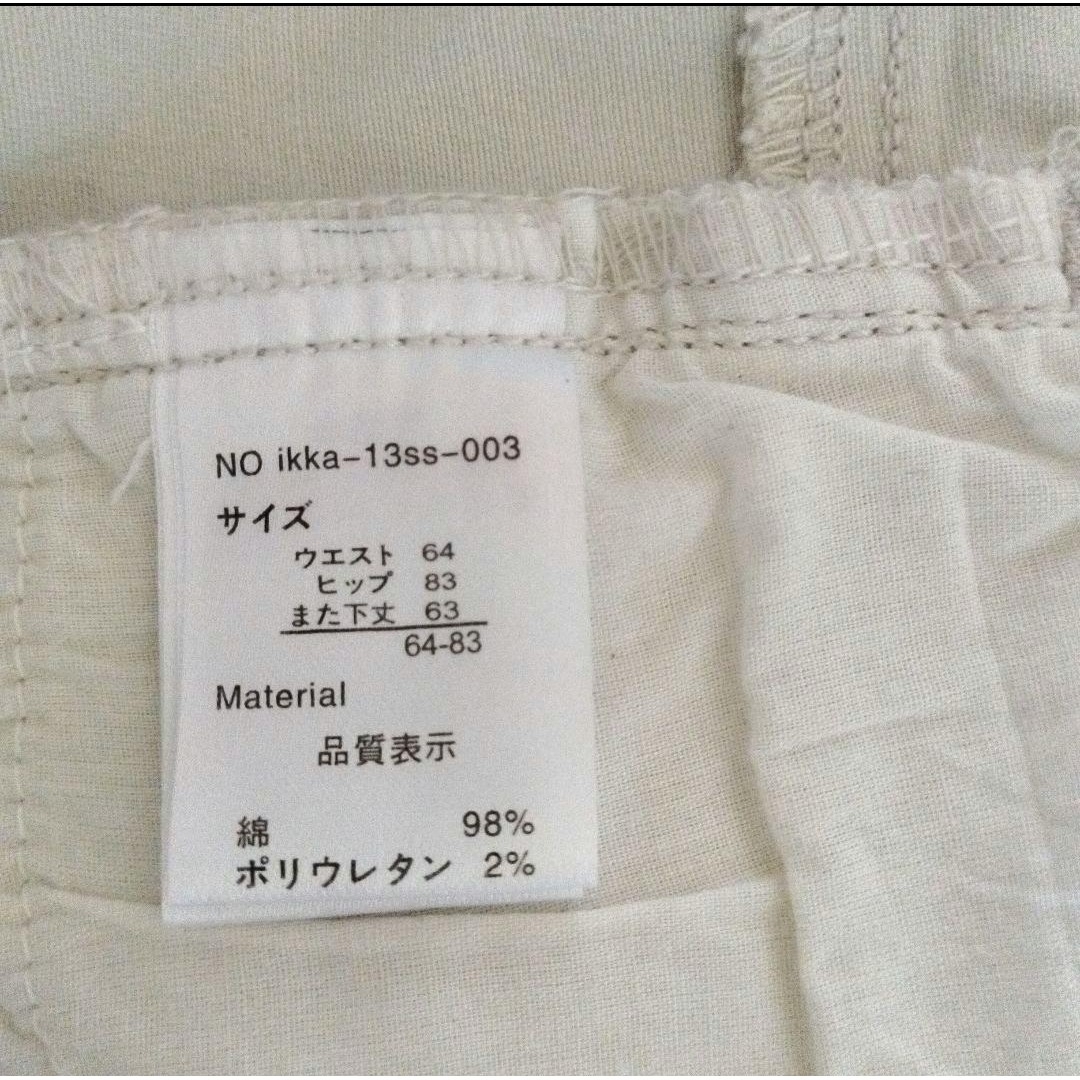 NO ikka-13ss-003
サイズ
ウエスト 64
ヒップ 83
また下丈 63
64-83
Material
品質表示
綿 98%
ポリウレタン 2%